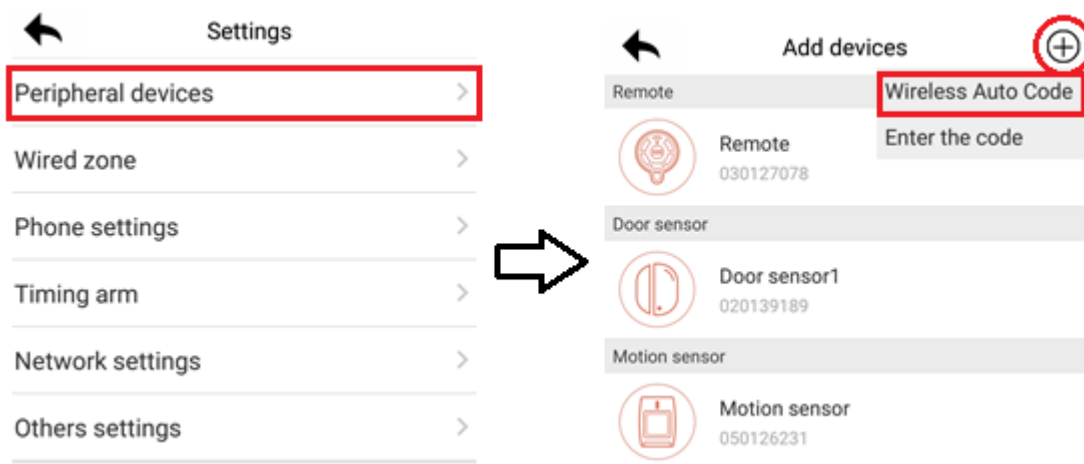 Settings
Peripheral devices
Wired zone
Phone settings
Timing arm
Network settings
Others settings
Add devices
Remote
Wireless Auto Code
Enter the code
Remote
030127078
Door sensor
Door sensor1
020139189
Motion sensor
Motion sensor
050126231